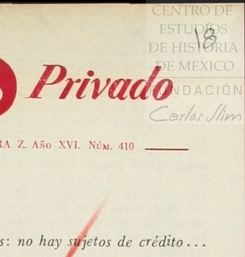 CENTRO DE
ESTUDIOS
DE HISTORIA
DE MEXICO
FUNDACIÓN
Carlos Slim
18
Privado
RA Z. Año XVI. Núm. 410
s: no hay sujetos de crédito...